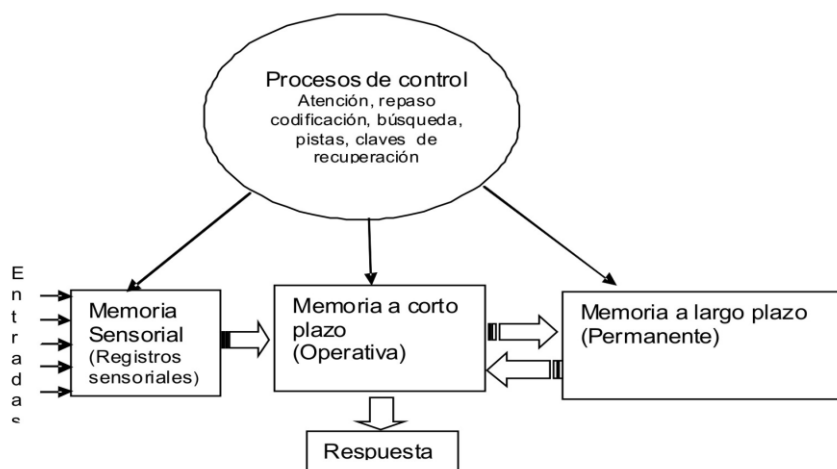 Procesos de control
Atención, repaso
codificación, búsqueda,
pistas, claves de
recuperación
Entradas
Memoria
Sensorial
(Registros
sensoriales)
Memoria a corto
plazo
(Operativa)
Memoria a largo plazo
(Permanente)
Respuesta